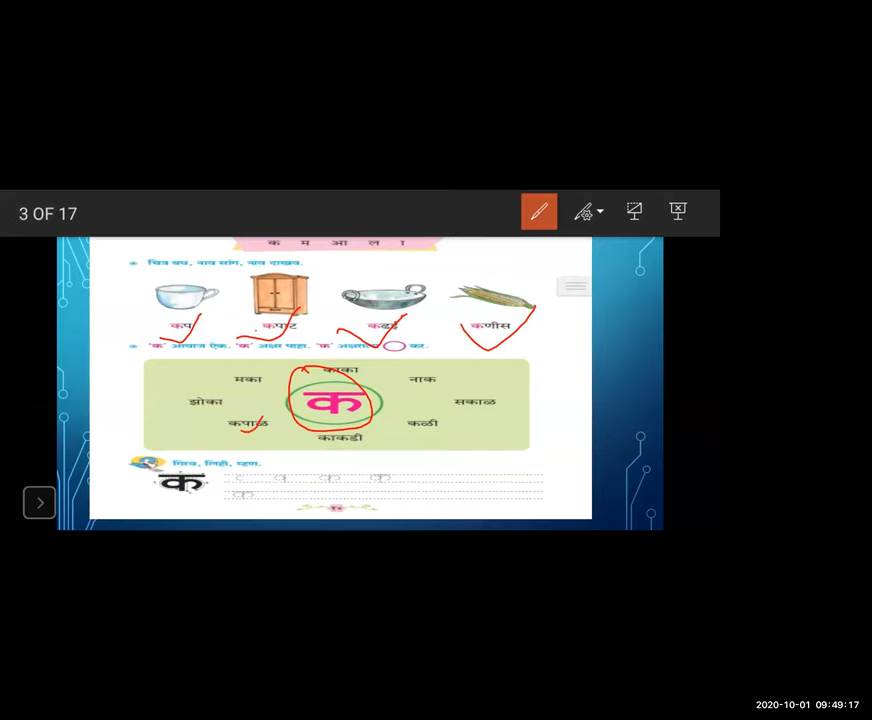 3 OF 17
क म आ ल ा
चित्र बघ, नाव सांग, नाव दाखव.
कप कपाट कढई कणीस
'क' आवाज ऐक. 'क' अक्षर पाहा. 'क' अक्षराला कर.
काका
मका नाक
झोका क सकाळ
कपाळ कळी
काकडी
गिरव, लिही, म्हण.
क
2020-10-01 09:49:17